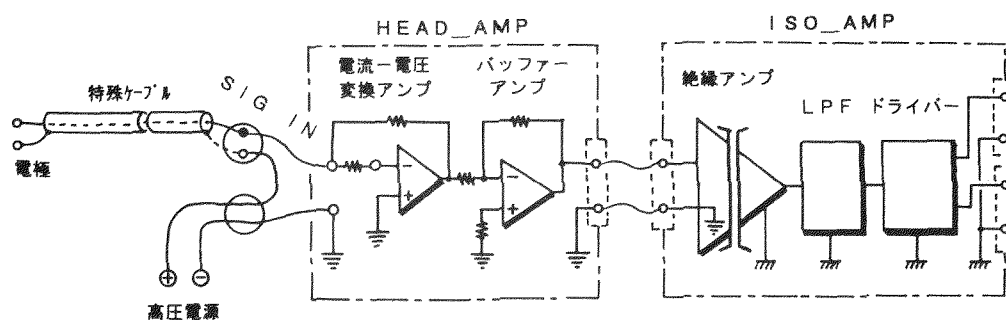 HEAD_AMP
ISO_AMP
電流ー電圧
変換アンプ
バッファー
アンプ
絶縁アンプ
LPF ドライバー
特殊ケーブル
SIG IN
電極
高圧電源